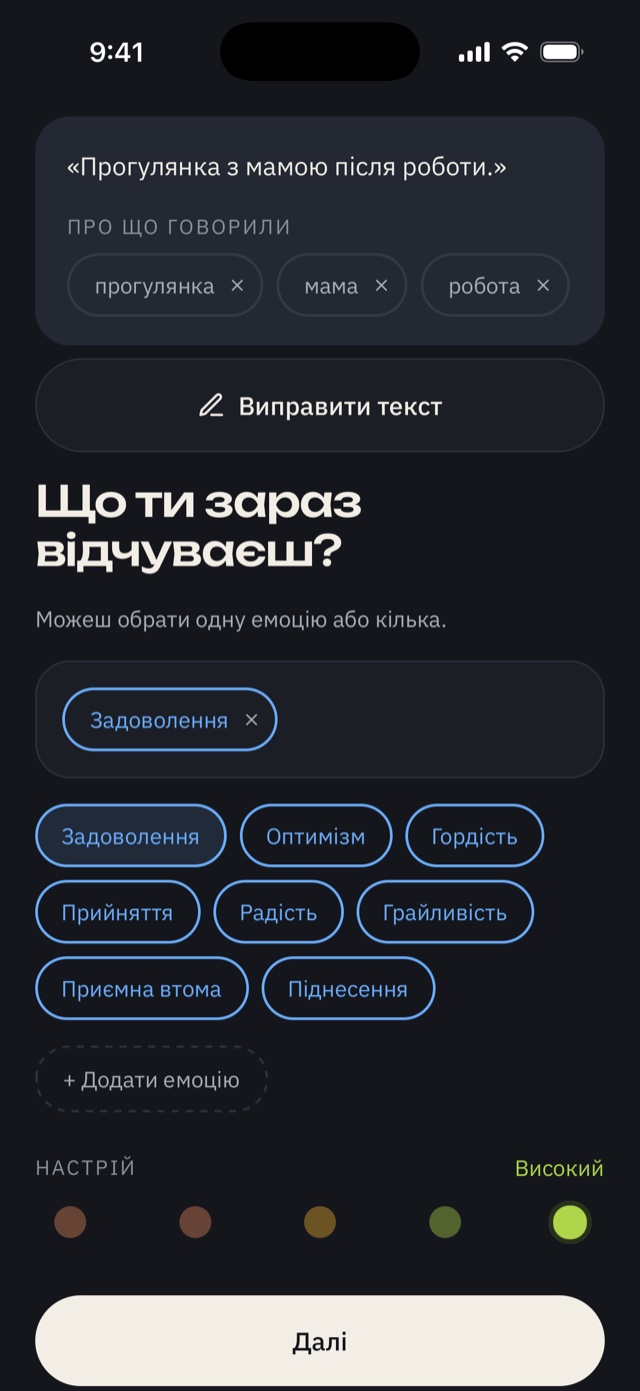 9:41
«Прогулянка з мамою після роботи.»
ПРО ЩО ГОВОРИЛИ
прогулянка × мама × робота ×
Виправити текст
Що ти зараз
відчуваєш?
Можеш обрати одну емоцію або кілька.
Задоволення ×
Задоволення Оптимізм Гордість
Прийняття Радість Грайливість
Приємна втома Піднесення
+ Додати емоцію
НАСТРІЙ Високий
Далі